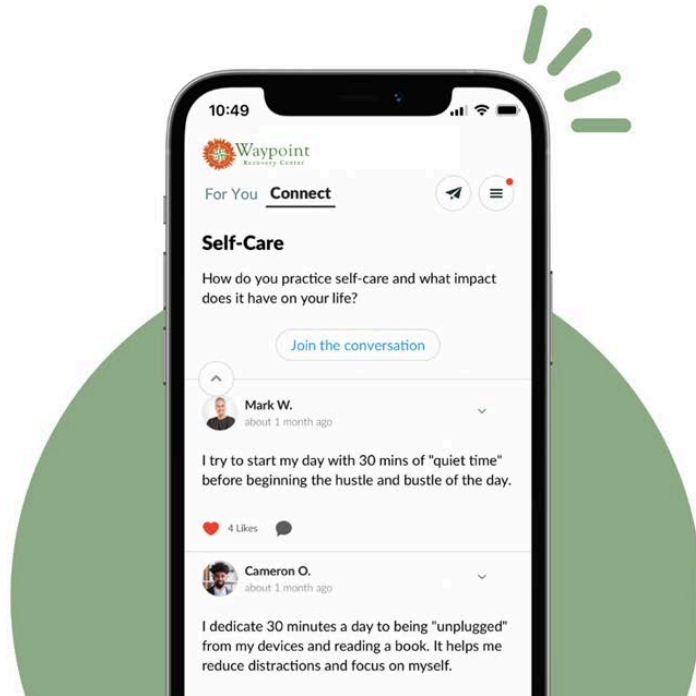 10:49
Waypoint
Recovery Center
For You Connect
Self-Care
How do you practice self-care and what impact
does it have on your life?
Join the conversation
Mark W.
about 1 month ago
I try to start my day with 30 mins of "quiet time"
before beginning the hustle and bustle of the day.
4 Likes
Cameron O.
about 1 month ago
I dedicate 30 minutes a day to being "unplugged"
from my devices and reading a book. It helps me
reduce distractions and focus on myself.